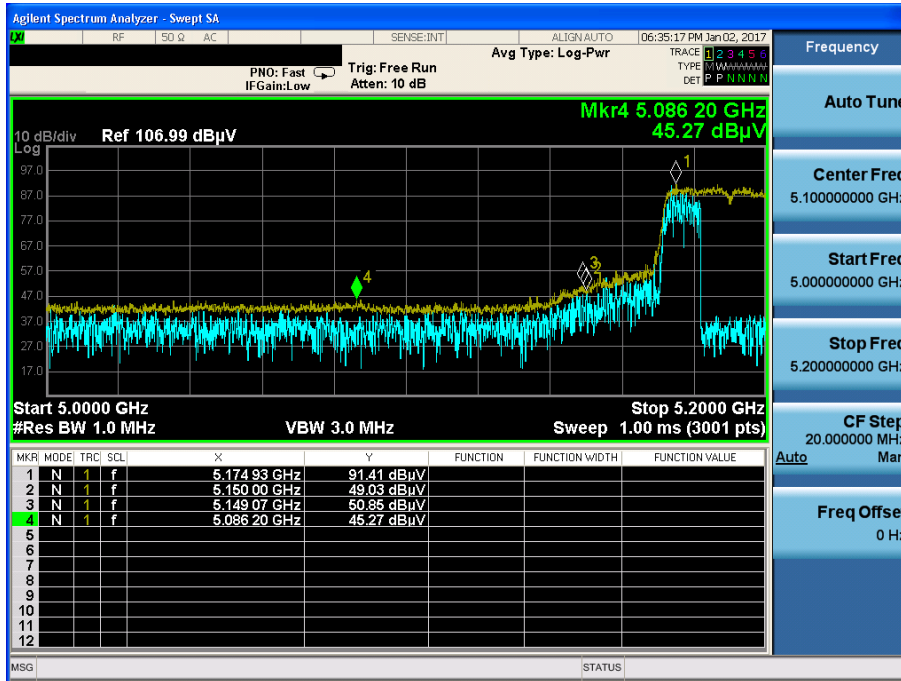 Agilent Spectrum Analyzer - Swept SA
LXI RF 50 Ω AC SENSE:INT ALIGN AUTO 06:35:17 PM Jan 02, 2017
Avg Type: Log-Pwr
TRACE 1 2 3 4 5 6
PNO: Fast Trig: Free Run
TYPE M WWWWW
IFGain:Low Atten: 10 dB
DET P P N N N N
Mkr4 5.086 20 GHz
45.27 dBµV
10 dB/div Ref 106.99 dBµV
Log
97.0
87.0
77.0
67.0
57.0
47.0
37.0
27.0
17.0
1
3
2
4
Start 5.0000 GHz Stop 5.2000 GHz
#Res BW 1.0 MHz VBW 3.0 MHz Sweep 1.00 ms (3001 pts)
MKR MODE TRC SCL X Y FUNCTION FUNCTION WIDTH FUNCTION VALUE
1 N 1 f 5.174 93 GHz 91.41 dBµV
2 N 1 f 5.150 00 GHz 49.03 dBµV
3 N 1 f 5.149 07 GHz 50.85 dBµV
4 N 1 f 5.086 20 GHz 45.27 dBµV
5
6
7
8
9
10
11
12
MSG STATUS
Frequency
Auto Tune
Center Freq
5.100000000 GHz
Start Freq
5.000000000 GHz
Stop Freq
5.200000000 GHz
CF Step
20.000000 MHz
Auto Man
Freq Offse
0 Hz